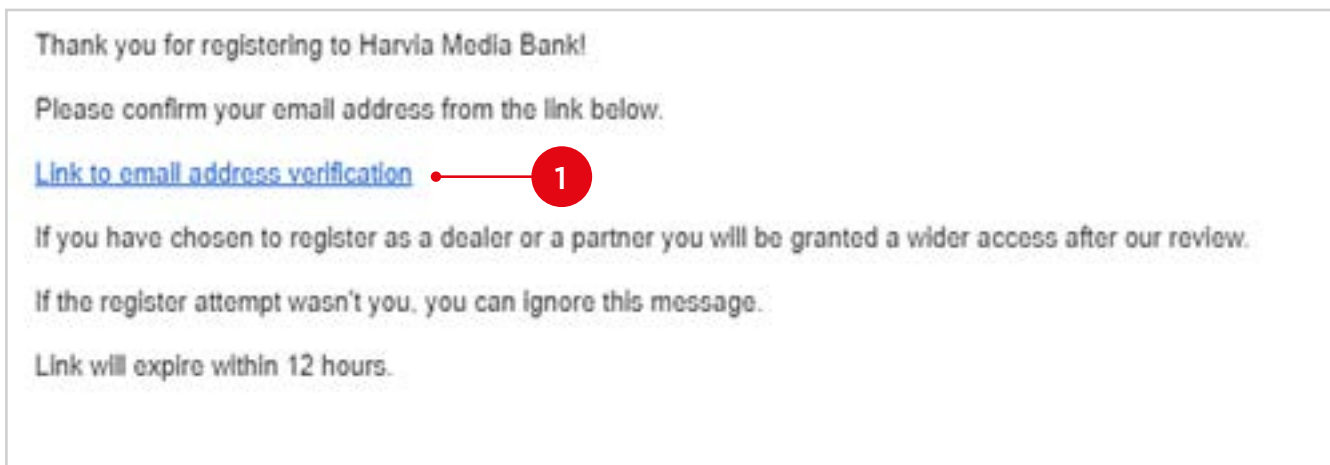 Thank you for registering to Harvia Media Bank!
Please confirm your email address from the link below.
Link to email address verification
1
If you have chosen to register as a dealer or a partner you will be granted a wider access after our review.
If the register attempt wasn't you, you can ignore this message.
Link will expire within 12 hours.